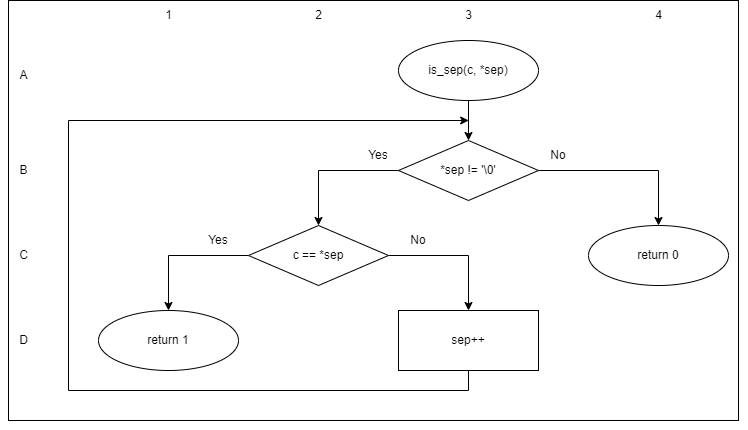 1 2 3 4
A is_sep(c, *sep)
Yes No
B *sep != '\0'
Yes No
C c == *sep return 0
D return 1 sep++